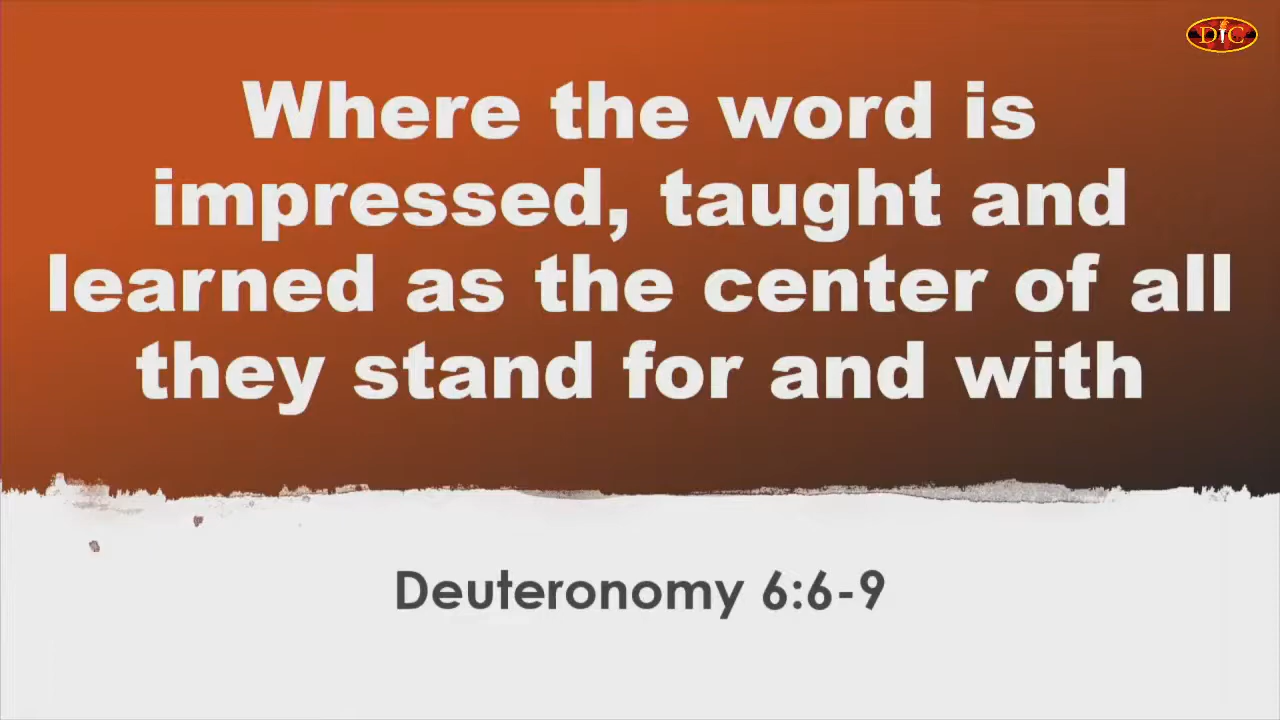 DIC
Where the word is
impressed, taught and
learned as the center of all
they stand for and with
Deuteronomy 6:6-9